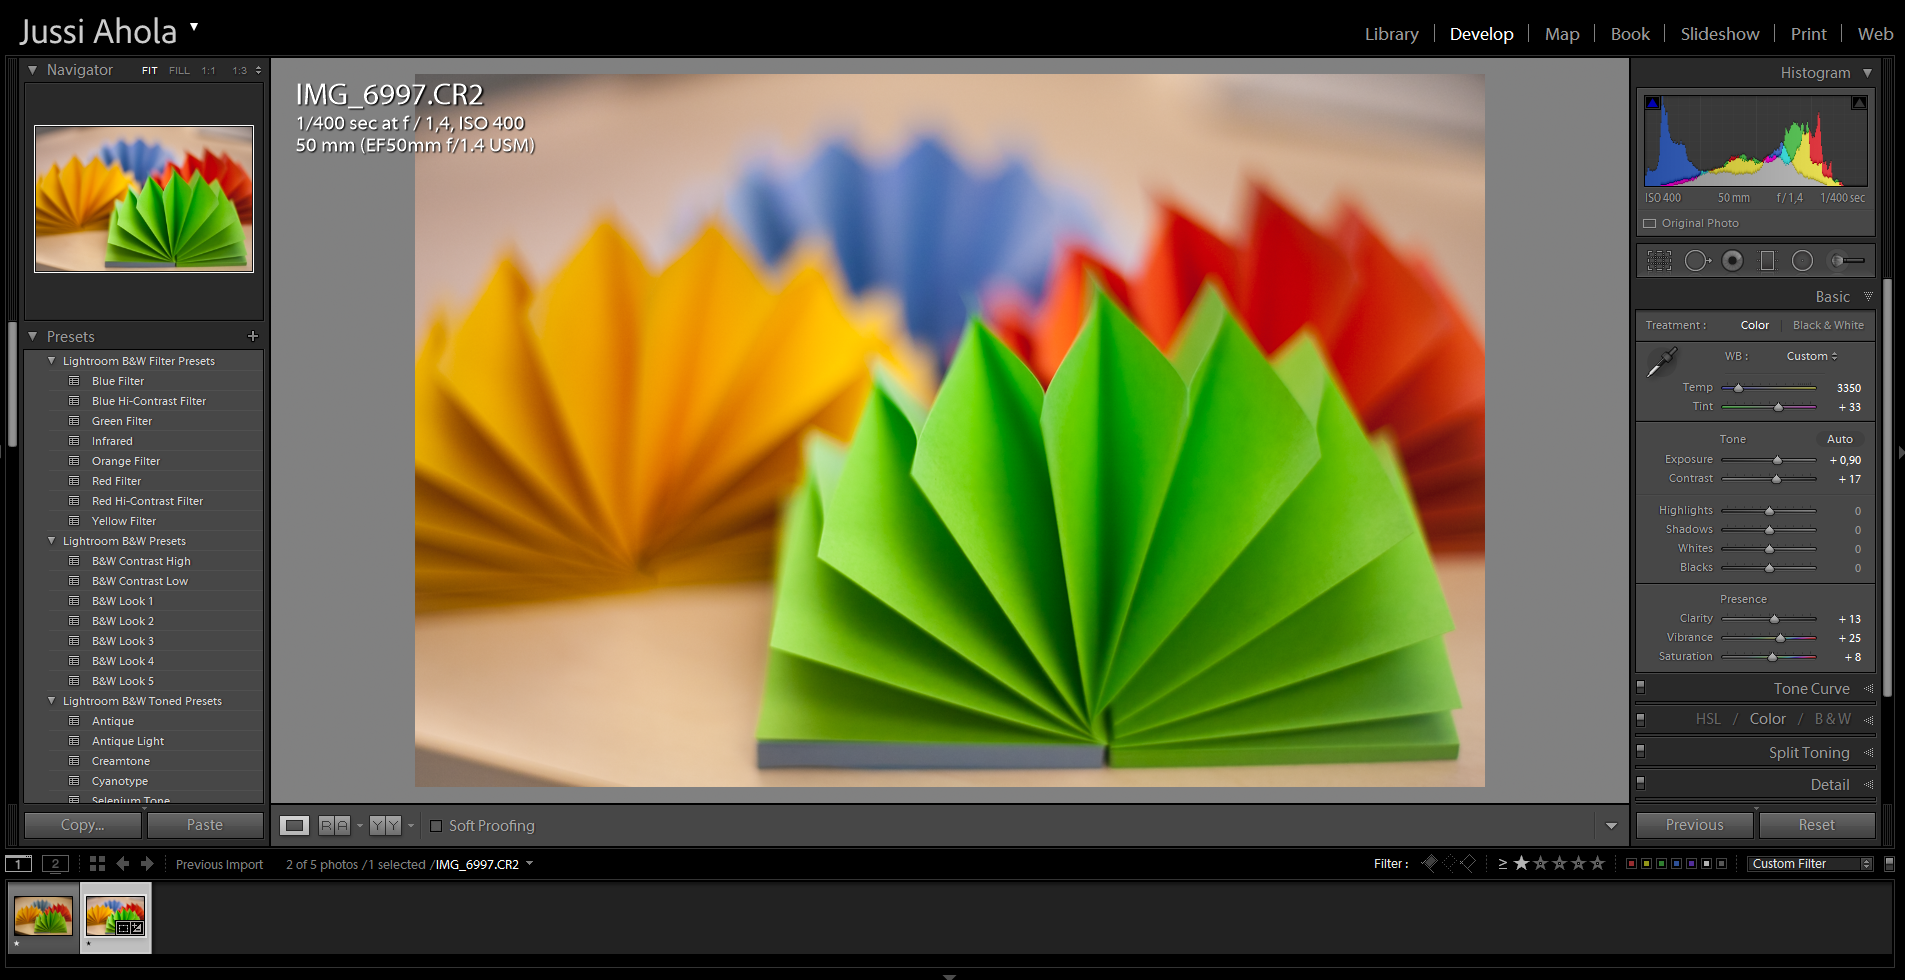 Jussi Ahola
Library | Develop | Map | Book | Slideshow | Print | Web
Navigator FIT FILL 1:1 1:3
Presets +
Lightroom B&W Filter Presets
Blue Filter
Blue Hi-Contrast Filter
Green Filter
Infrared
Orange Filter
Red Filter
Red Hi-Contrast Filter
Yellow Filter
Lightroom B&W Presets
B&W Contrast High
B&W Contrast Low
B&W Look 1
B&W Look 2
B&W Look 3
B&W Look 4
B&W Look 5
Lightroom B&W Toned Presets
Antique
Antique Light
Creamtone
Cyanotype
Selenium Tone
Copy... Paste
IMG_6997.CR2
1/400 sec at f / 1,4, ISO 400
50 mm (EF50mm f/1.4 USM)
RA YY Soft Proofing
Histogram
ISO 400 50 mm f / 1,4 1/400 sec
Original Photo
Basic
Treatment : Color | Black & White
WB : Custom
Temp 3350
Tint + 33
Tone Auto
Exposure + 0,90
Contrast + 17
Highlights 0
Shadows 0
Whites 0
Blacks 0
Presence
Clarity + 13
Vibrance + 25
Saturation + 8
Tone Curve
HSL / Color / B & W
Split Toning
Detail
Previous Reset
1 2 Previous Import 2 of 5 photos /1 selected /IMG_6997.CR2 Filter : ≥ Custom Filter